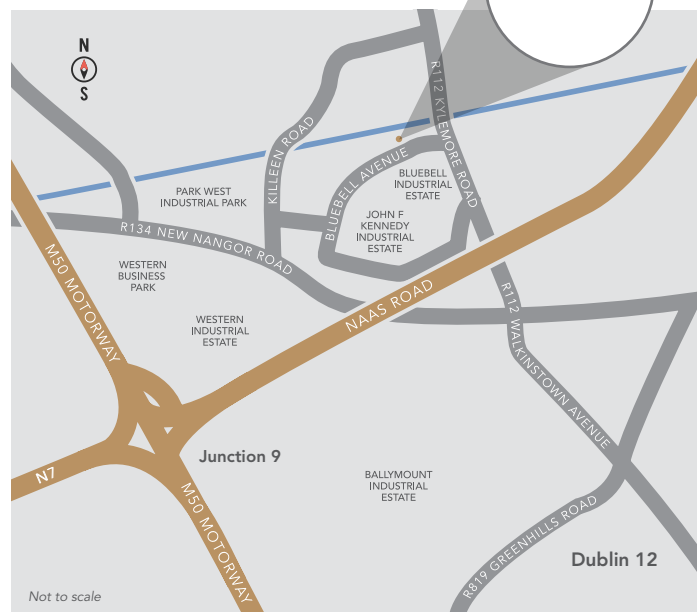 N
S
R112 KYLEMORE ROAD
KILLEEN ROAD
BLUEBELL AVENUE
BLUEBELL
INDUSTRIAL
ESTATE
PARK WEST
INDUSTRIAL PARK
JOHN F
KENNEDY
INDUSTRIAL
ESTATE
R134 NEW NANGOR ROAD
M50 MOTORWAY
WESTERN
BUSINESS
PARK
NAAS ROAD
R112 WALKINSTOWN AVENUE
WESTERN
INDUSTRIAL
ESTATE
Junction 9
N7
BALLYMOUNT
INDUSTRIAL
ESTATE
M50 MOTORWAY
R819 GREENHILLS ROAD
Dublin 12
Not to scale